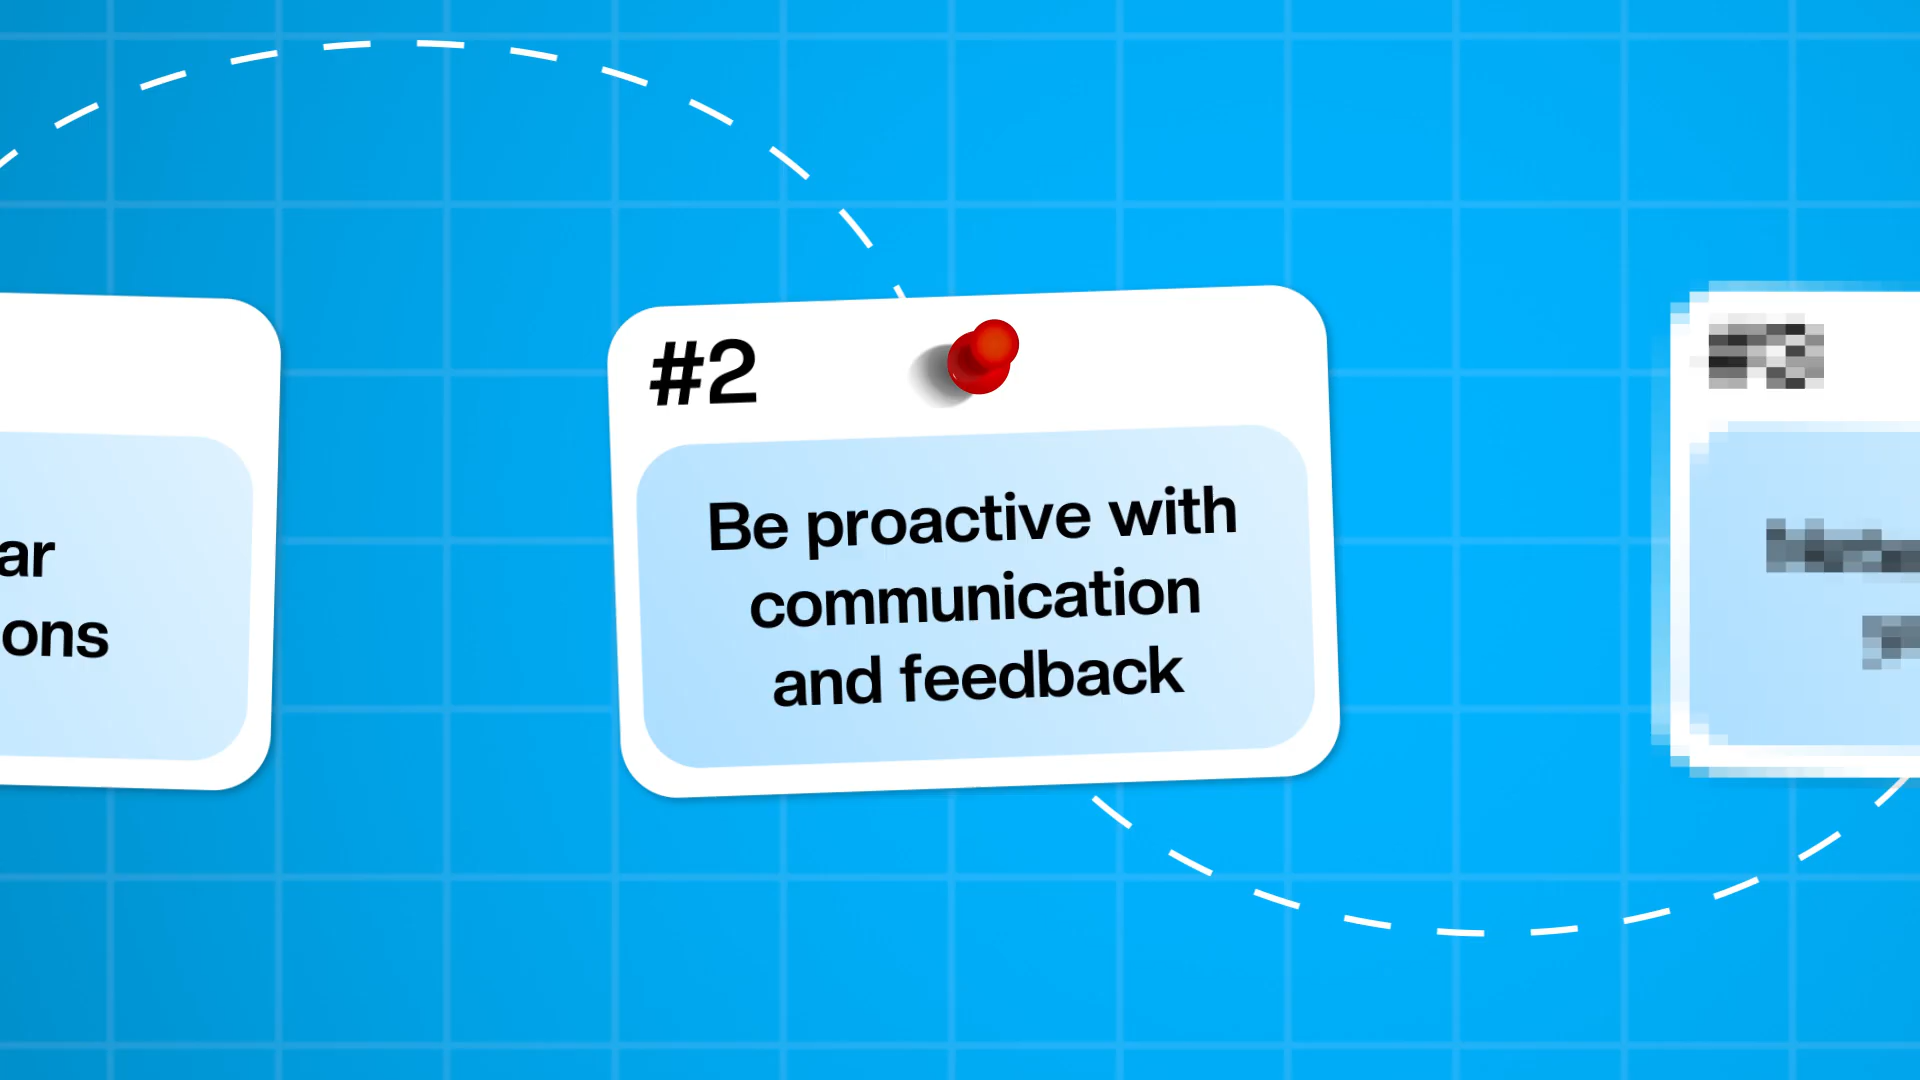 ar
ons
#2
Be proactive with
communication
and feedback